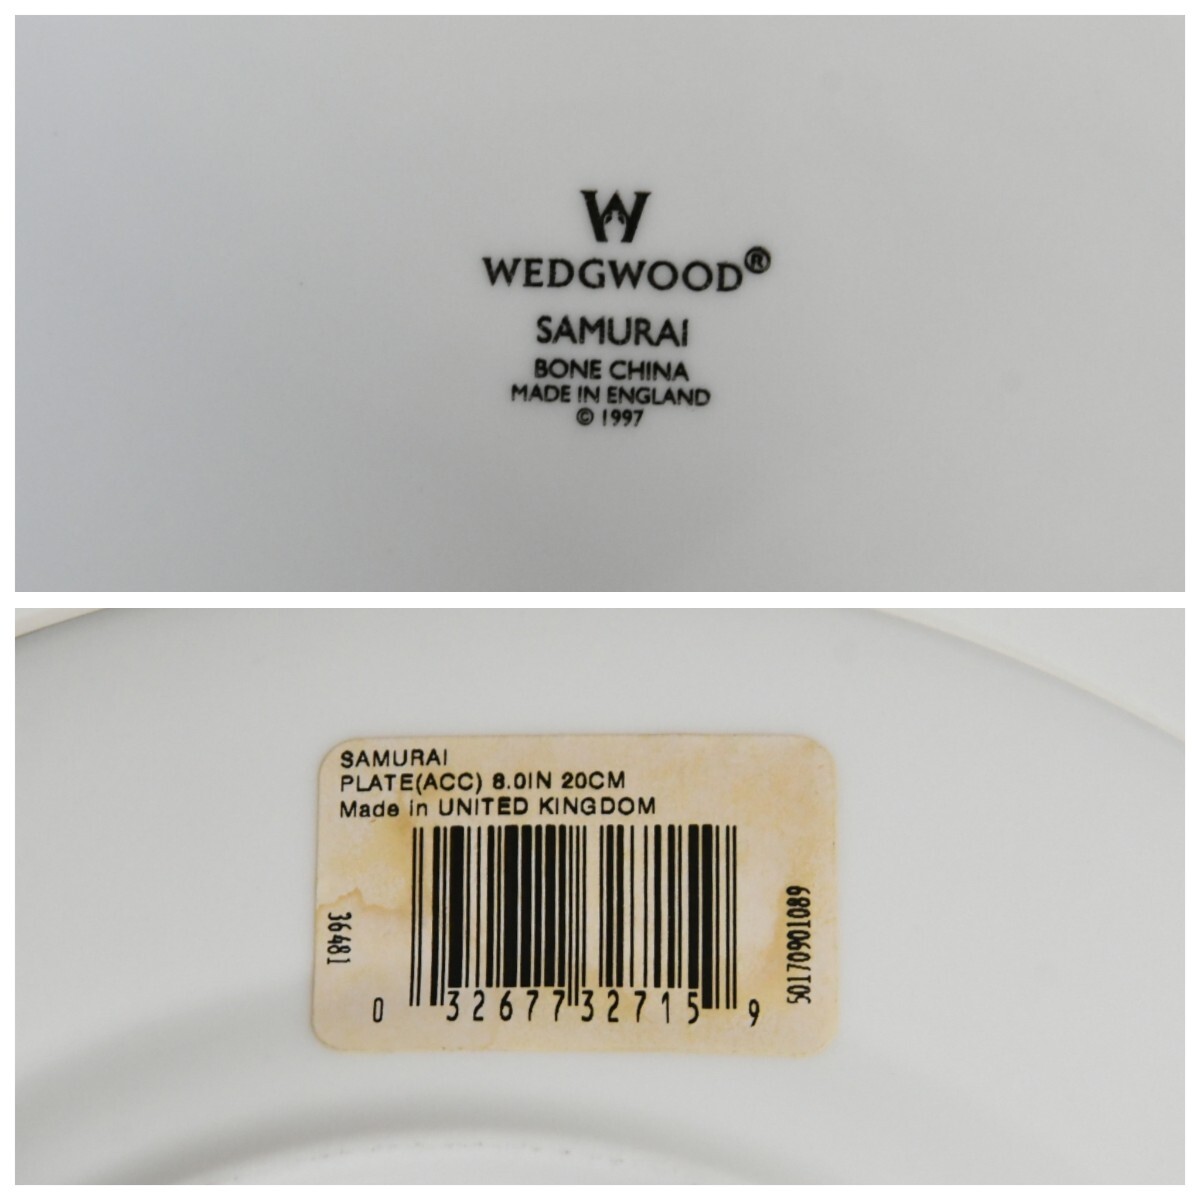 W
WEDGWOOD®
SAMURAI
BONE CHINA
MADE IN ENGLAND
© 1997
SAMURAI
PLATE(ACC) 8.0IN 20CM
Made in UNITED KINGDOM
36481
50170901089
0 32677 32715 9